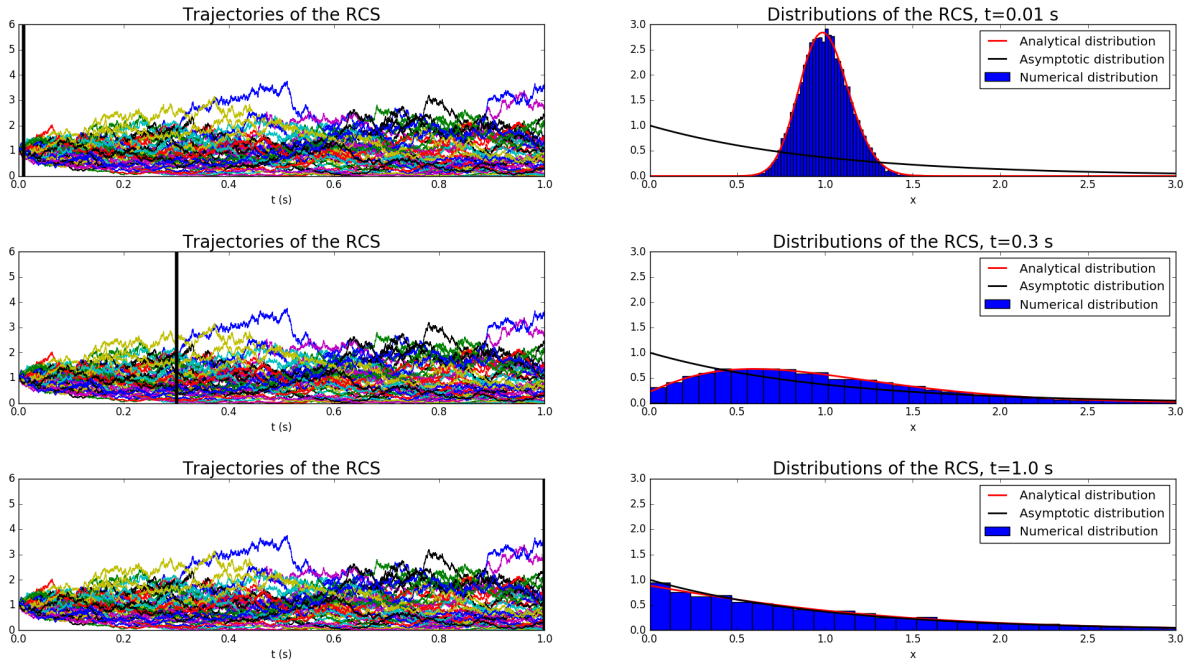 Trajectories of the RCS
6
5
4
3
2
1
0
0.0 0.2 0.4 0.6 0.8 1.0
t (s)
Distributions of the RCS, t=0.01 s
3.0
2.5
2.0
1.5
1.0
0.5
0.0
0.0 0.5 1.0 1.5 2.0 2.5 3.0
x
Analytical distribution
Asymptotic distribution
Numerical distribution
Trajectories of the RCS
6
5
4
3
2
1
0
0.0 0.2 0.4 0.6 0.8 1.0
t (s)
Distributions of the RCS, t=0.3 s
3.0
2.5
2.0
1.5
1.0
0.5
0.0
0.0 0.5 1.0 1.5 2.0 2.5 3.0
x
Analytical distribution
Asymptotic distribution
Numerical distribution
Trajectories of the RCS
6
5
4
3
2
1
0
0.0 0.2 0.4 0.6 0.8 1.0
t (s)
Distributions of the RCS, t=1.0 s
3.0
2.5
2.0
1.5
1.0
0.5
0.0
0.0 0.5 1.0 1.5 2.0 2.5 3.0
x
Analytical distribution
Asymptotic distribution
Numerical distribution